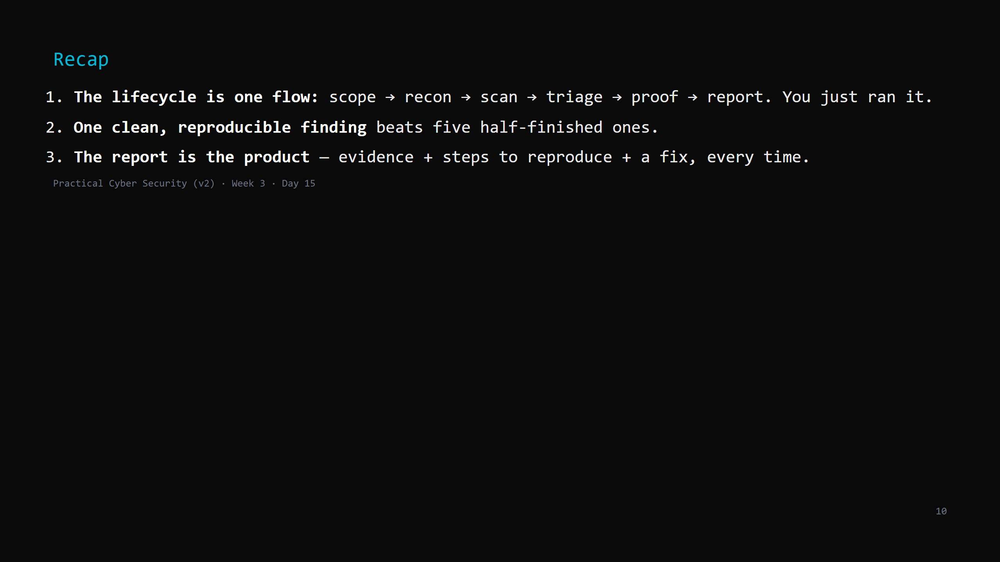 Recap
1. The lifecycle is one flow: scope → recon → scan → triage → proof → report. You just ran it.
2. One clean, reproducible finding beats five half-finished ones.
3. The report is the product — evidence + steps to reproduce + a fix, every time.
Practical Cyber Security (v2) · Week 3 · Day 15
10